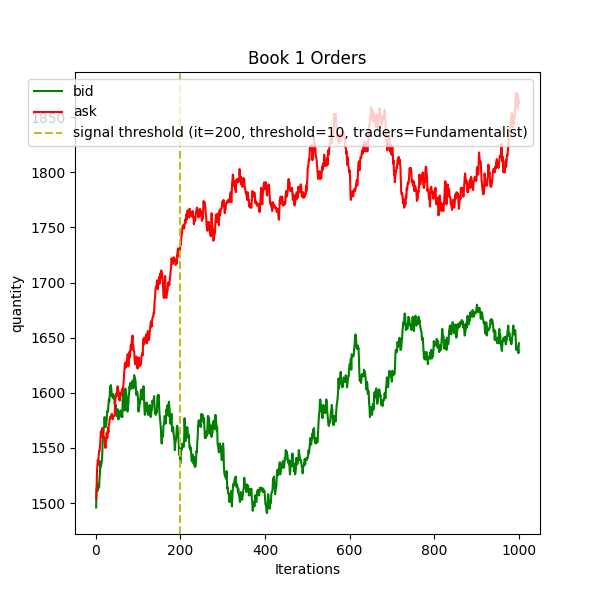 Book 1 Orders
bid
ask
signal threshold (it=200, threshold=10, traders=Fundamentalist)
1850
1800
1750
1700
1650
1600
1550
1500
quantity
0 200 400 600 800 1000
Iterations